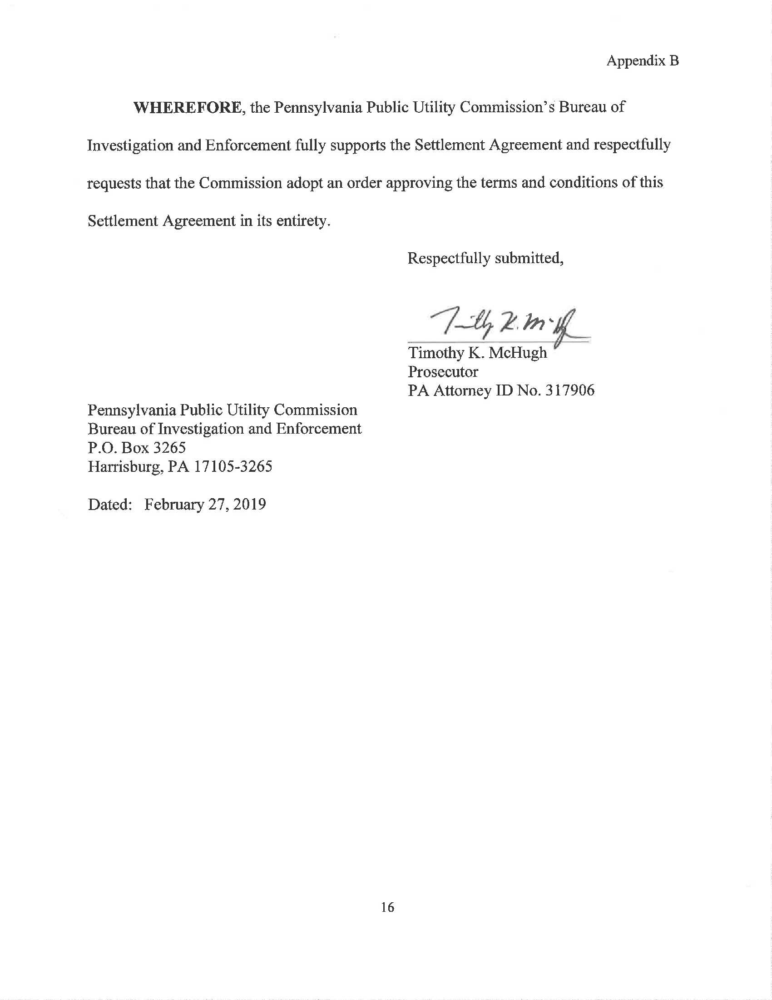 Appendix B
WHEREFORE, the Pennsylvania Public Utility Commission's Bureau of
Investigation and Enforcement fully supports the Settlement Agreement and respectfully
requests that the Commission adopt an order approving the terms and conditions of this
Settlement Agreement in its entirety.
Respectfully submitted,
Timothy K. McHugh
Prosecutor
PA Attorney ID No. 317906
Pennsylvania Public Utility Commission
Bureau of Investigation and Enforcement
P.O. Box 3265
Harrisburg, PA 17105-3265
Dated: February 27, 2019
16